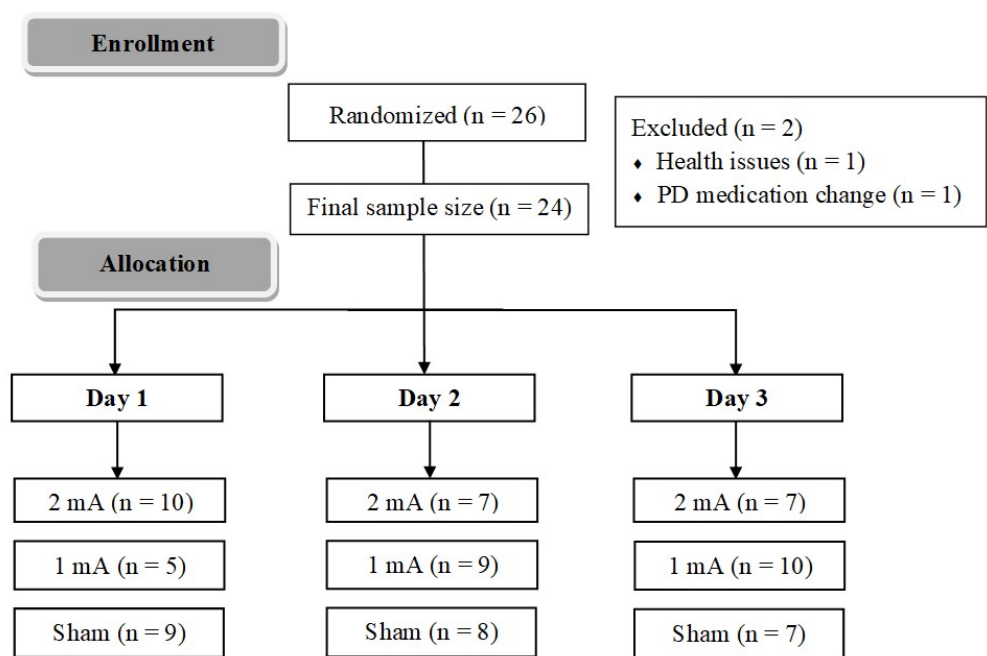 Enrollment
Randomized (n = 26)
Excluded (n = 2)
♦ Health issues (n = 1)
♦ PD medication change (n = 1)
Final sample size (n = 24)
Allocation
Day 1
Day 2
Day 3
2 mA (n = 10)
2 mA (n = 7)
2 mA (n = 7)
1 mA (n = 5)
1 mA (n = 9)
1 mA (n = 10)
Sham (n = 9)
Sham (n = 8)
Sham (n = 7)